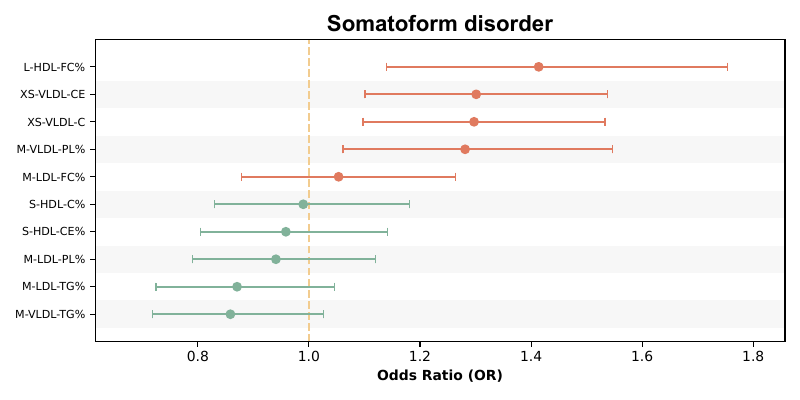 Somatoform disorder
L-HDL-FC%
XS-VLDL-CE
XS-VLDL-C
M-VLDL-PL%
M-LDL-FC%
S-HDL-C%
S-HDL-CE%
M-LDL-PL%
M-LDL-TG%
M-VLDL-TG%
0.8 1.0 1.2 1.4 1.6 1.8
Odds Ratio (OR)